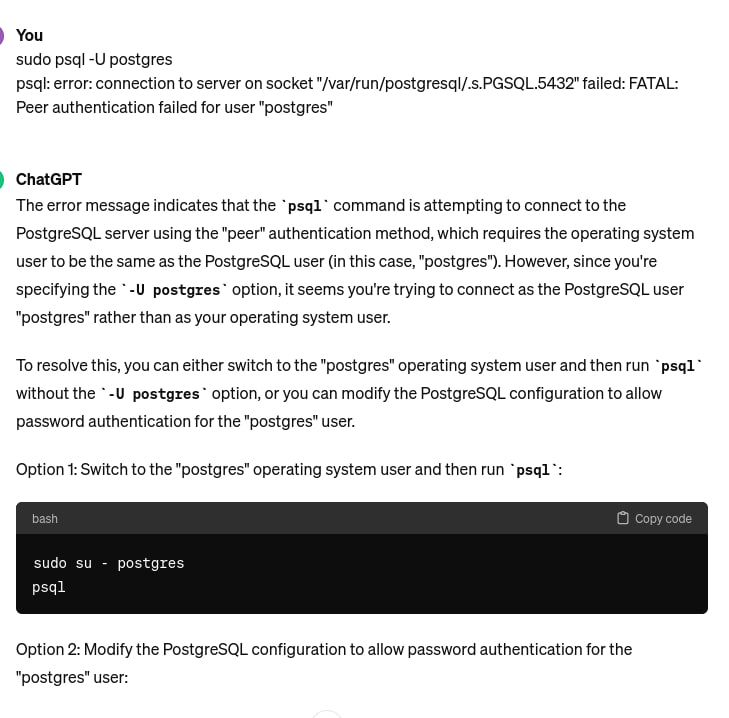 You
sudo psql -U postgres
psql: error: connection to server on socket "/var/run/postgresql/.s.PGSQL.5432" failed: FATAL:
Peer authentication failed for user "postgres"
ChatGPT
The error message indicates that the `psql` command is attempting to connect to the
PostgreSQL server using the "peer" authentication method, which requires the operating system
user to be the same as the PostgreSQL user (in this case, "postgres"). However, since you're
specifying the `-U postgres` option, it seems you're trying to connect as the PostgreSQL user
"postgres" rather than as your operating system user.
To resolve this, you can either switch to the "postgres" operating system user and then run `psql`
without the `-U postgres` option, or you can modify the PostgreSQL configuration to allow
password authentication for the "postgres" user.
Option 1: Switch to the "postgres" operating system user and then run `psql`:
bash Copy code
sudo su - postgres
psql
Option 2: Modify the PostgreSQL configuration to allow password authentication for the
"postgres" user: